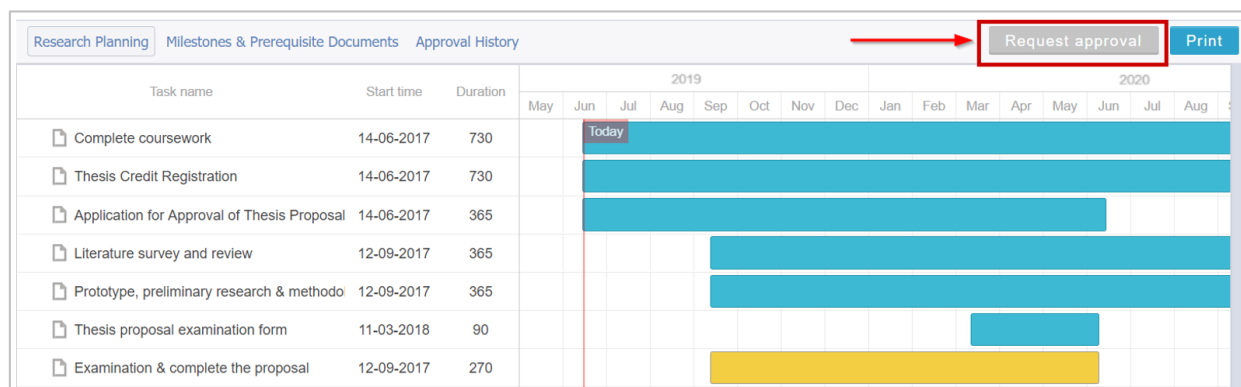 Research Planning Milestones & Prerequisite Documents Approval History Request approval Print
Task name Start time Duration 2019 2020
May Jun Jul Aug Sep Oct Nov Dec Jan Feb Mar Apr May Jun Jul Aug
Today
Complete coursework 14-06-2017 730
Thesis Credit Registration 14-06-2017 730
Application for Approval of Thesis Proposal 14-06-2017 365
Literature survey and review 12-09-2017 365
Prototype, preliminary research & methodo 12-09-2017 365
Thesis proposal examination form 11-03-2018 90
Examination & complete the proposal 12-09-2017 270